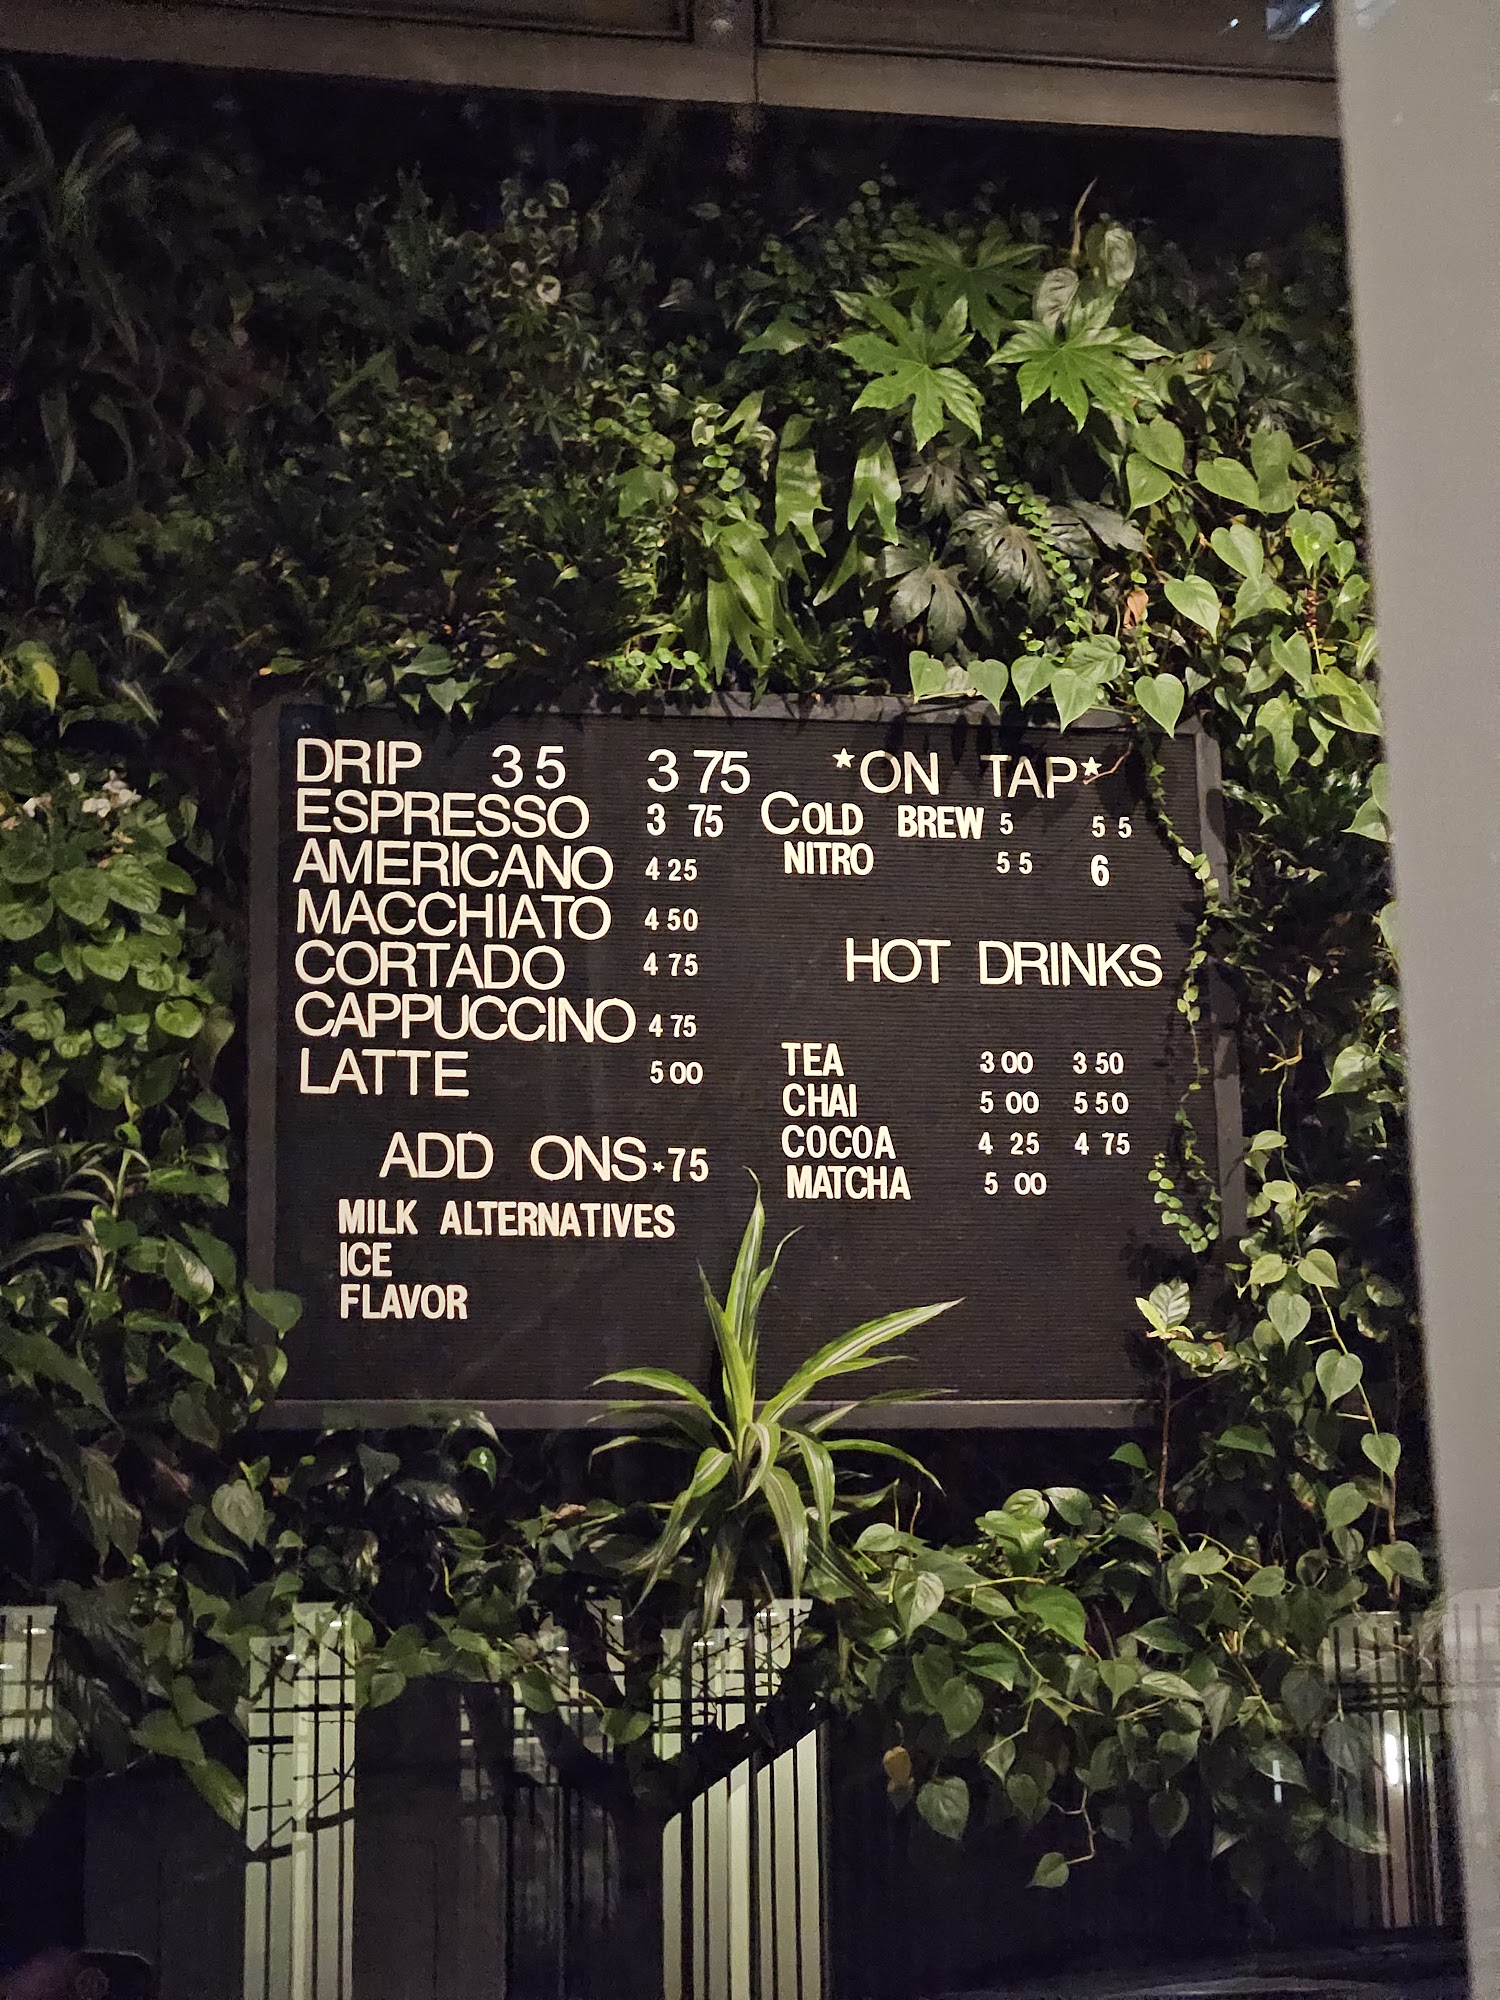 DRIP 3 5 3 75
ESPRESSO 3 75
AMERICANO 4 25
MACCHIATO 4 50
CORTADO 4 75
CAPPUCCINO 4 75
LATTE 5 00
ADD ONS *75
MILK ALTERNATIVES
ICE
FLAVOR
*ON TAP*
COLD BREW 5 5 5
NITRO 5 5 6
HOT DRINKS
TEA 3 00 3 50
CHAI 5 00 5 50
COCOA 4 25 4 75
MATCHA 5 00